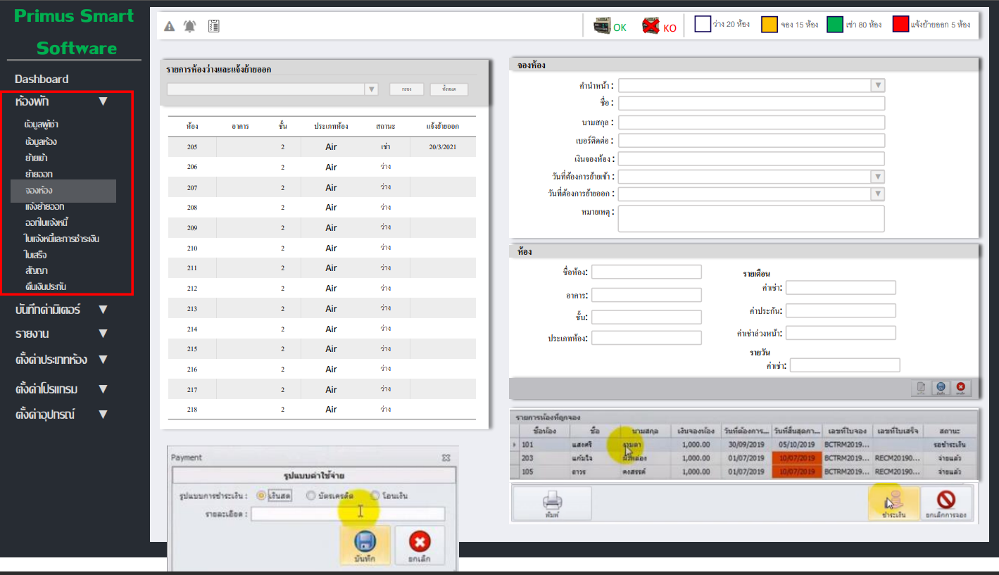 Primus Smart
Software
Dashboard
ห้องพัก ▼
ข้อมูลผู้เช่า
ข้อมูลห้อง
ย้ายเข้า
ย้ายออก
จองห้อง
แจ้งย้ายออก
ออกใบแจ้งหนี้
ใบแจ้งหนี้และการชำระเงิน
ใบเสร็จ
สัญญา
คืนเงินประกัน
บันทึกค่ามิเตอร์ ▼
รายงาน ▼
ตั้งค่าประเภทห้อง ▼
ตั้งค่าโปรแกรม ▼
ตั้งค่าอุปกรณ์ ▼
OK KO ว่าง 20 ห้อง จอง 15 ห้อง เช่า 80 ห้อง แจ้งย้ายออก 5 ห้อง
รายการห้องว่างและแจ้งย้ายออก
กรอง ทั้งหมด
ห้อง อาคาร ชั้น ประเภทห้อง สถานะ แจ้งย้ายออก
205 2 Air เช่า 20/3/2021
206 2 Air ว่าง
207 2 Air ว่าง
208 2 Air ว่าง
209 2 Air ว่าง
210 2 Air ว่าง
211 2 Air ว่าง
212 2 Air ว่าง
213 2 Air ว่าง
214 2 Air ว่าง
215 2 Air ว่าง
216 2 Air ว่าง
217 2 Air ว่าง
218 2 Air ว่าง
จองห้อง
คำนำหน้า :
ชื่อ :
นามสกุล :
เบอร์ติดต่อ :
เงินจองห้อง :
วันที่ต้องการย้ายเข้า :
วันที่ต้องการย้ายออก :
หมายเหตุ :
ห้อง
ชื่อห้อง:
อาคาร:
ชั้น:
ประเภทห้อง:
รายเดือน
ค่าเช่า:
ค่าประกัน:
ค่าเช่าล่วงหน้า:
รายวัน
ค่าเช่า:
บันทึก ยกเลิก
รายการห้องที่ถูกจอง
ชื่อห้อง ชื่อ นามสกุล เงินจองห้อง วันที่ต้องการ... วันที่สิ้นสุดกา... เลขที่ใบจอง เลขที่ใบเสร็จ สถานะ
101 แสงศรี 1,000.00 30/09/2019 05/10/2019 BCTRM2019... รอชำระเงิน
203 แก้มใจ 1,000.00 01/07/2019 10/07/2019 BCTRM2019... RECM20190... จ่ายแล้ว
105 ถาวร คงสรรค์ 1,000.00 01/07/2019 10/07/2019 BCTRM2019... RECM20190... จ่ายแล้ว
พิมพ์ ชำระเงิน ยกเลิกการจอง
Payment
รูปแบบค่าใช้จ่าย
รูปแบบการชำระเงิน : เงินสด บัตรเครดิต โอนเงิน
รายละเอียด :
บันทึก ยกเลิก